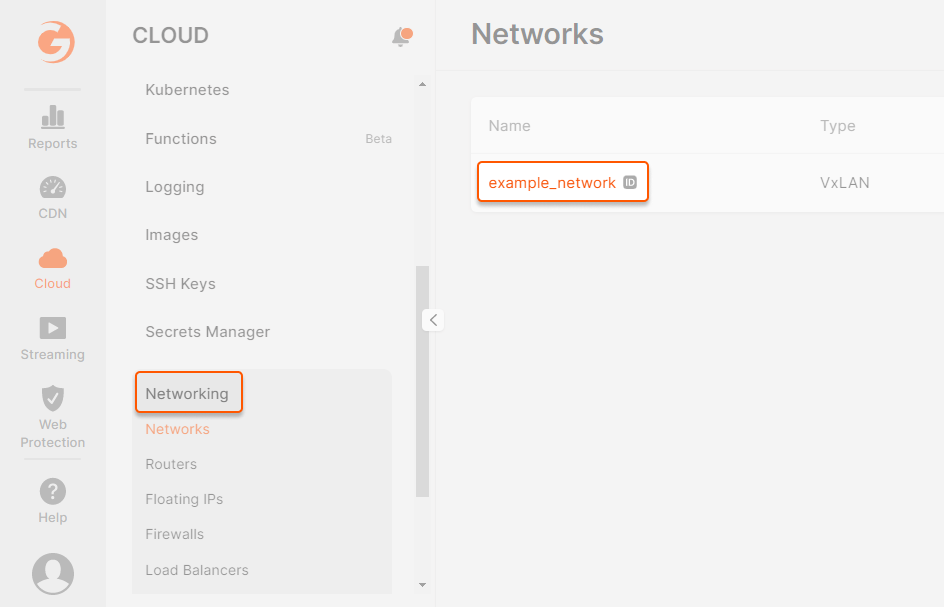 Reports
CDN
Cloud
Streaming
Web
Protection
Help
CLOUD
Kubernetes
Functions Beta
Logging
Images
SSH Keys
Secrets Manager
Networking
Networks
Routers
Floating IPs
Firewalls
Load Balancers
Networks
Name Type
example_network ID VxLAN